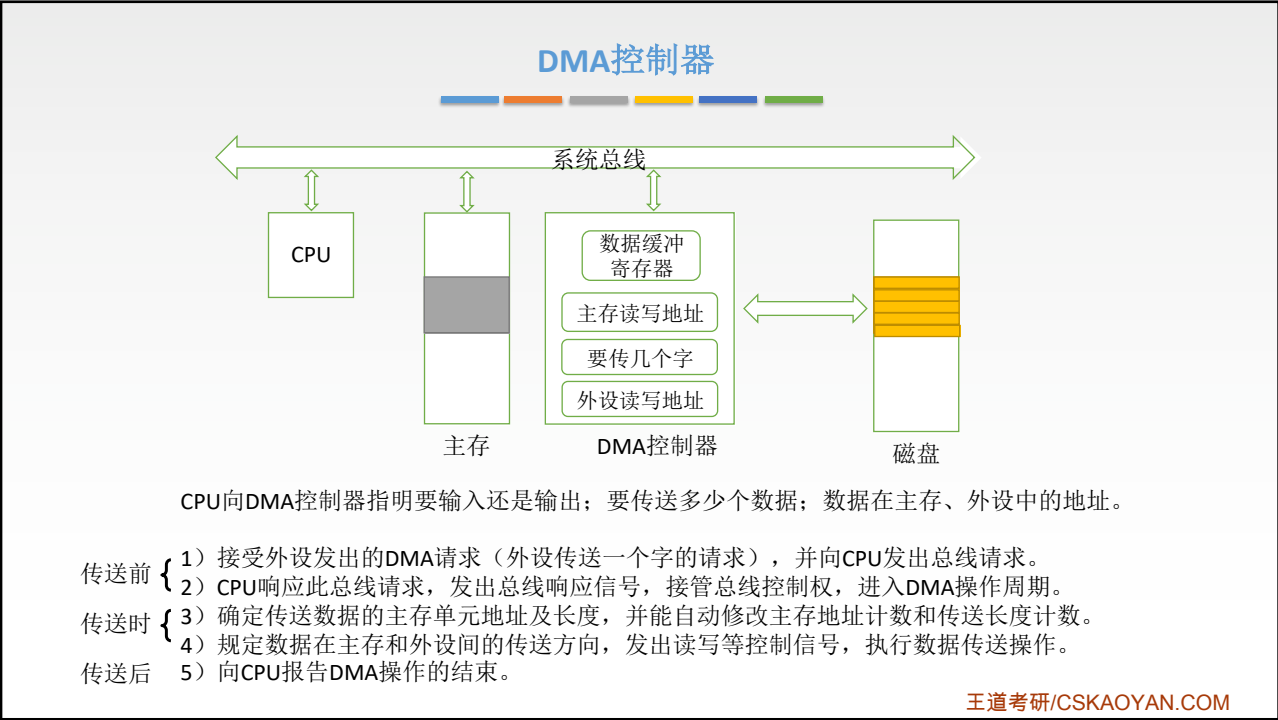 DMA控制器
系统总线
CPU
数据缓冲
寄存器
主存读写地址
要传几个字
外设读写地址
主存
DMA控制器
磁盘
CPU向DMA控制器指明要输入还是输出；要传送多少个数据；数据在主存、外设中的地址。
传送前
1）接受外设发出的DMA请求（外设传送一个字的请求），并向CPU发出总线请求。
2）CPU响应此总线请求，发出总线响应信号，接管总线控制权，进入DMA操作周期。
传送时
3）确定传送数据的主存单元地址及长度，并能自动修改主存地址计数和传送长度计数。
4）规定数据在主存和外设间的传送方向，发出读写等控制信号，执行数据传送操作。
传送后
5）向CPU报告DMA操作的结束。
王道考研/CSKAOYAN.COM